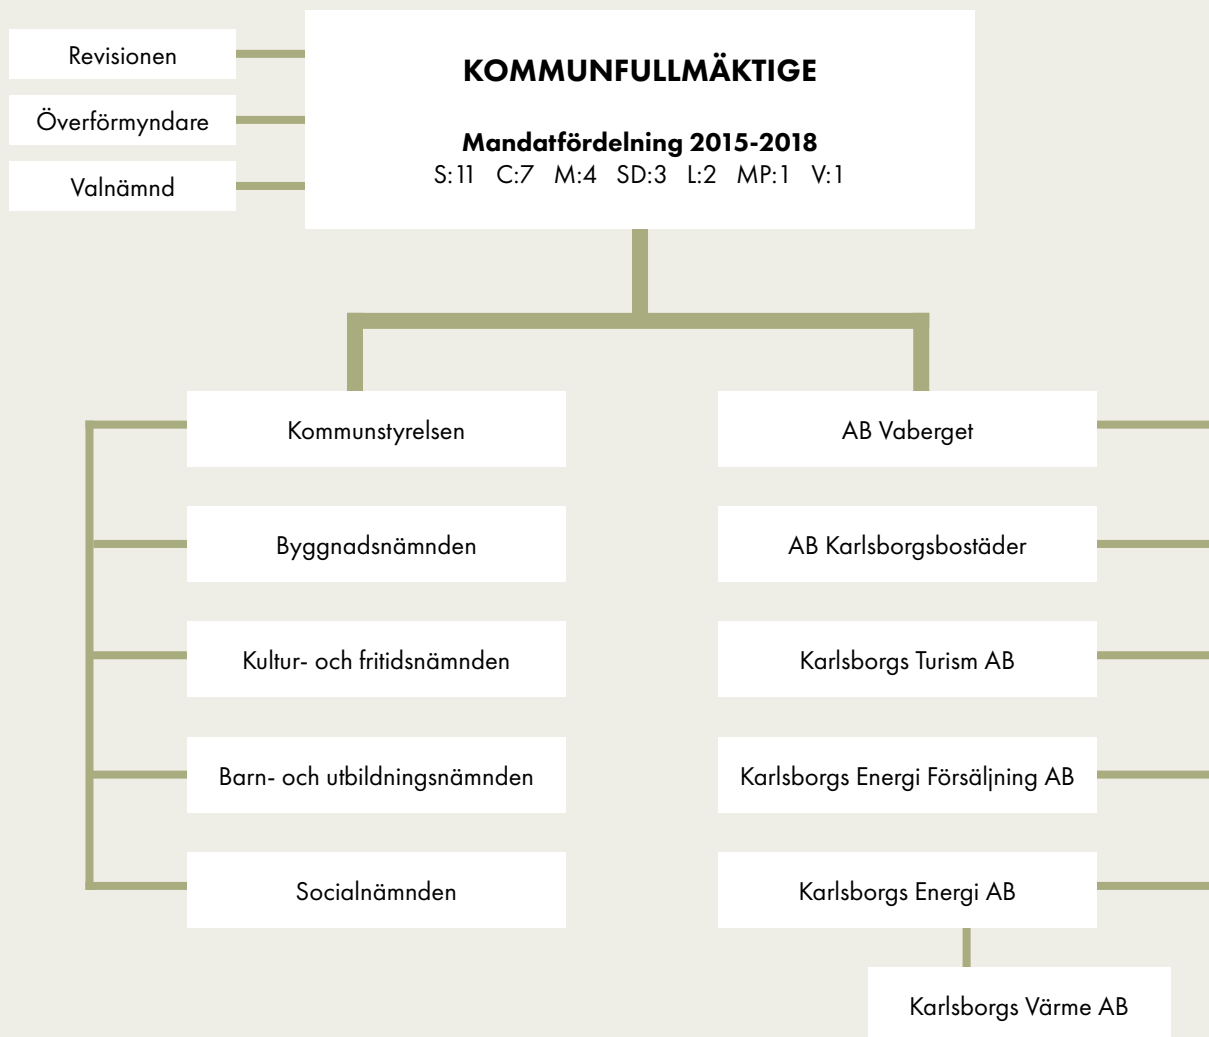 Revisionen
Överförmyndare
Valnämnd
KOMMUNFULLMÄKTIGE
Mandatfördelning 2015-2018
S:11 C:7 M:4 SD:3 L:2 MP:1 V:1
Kommunstyrelsen
Byggnadsnämnden
Kultur- och fritidsnämnden
Barn- och utbildningsnämnden
Socialnämnden
AB Vaberget
AB Karlsborgsbostäder
Karlsborgs Turism AB
Karlsborgs Energi Försäljning AB
Karlsborgs Energi AB
Karlsborgs Värme AB